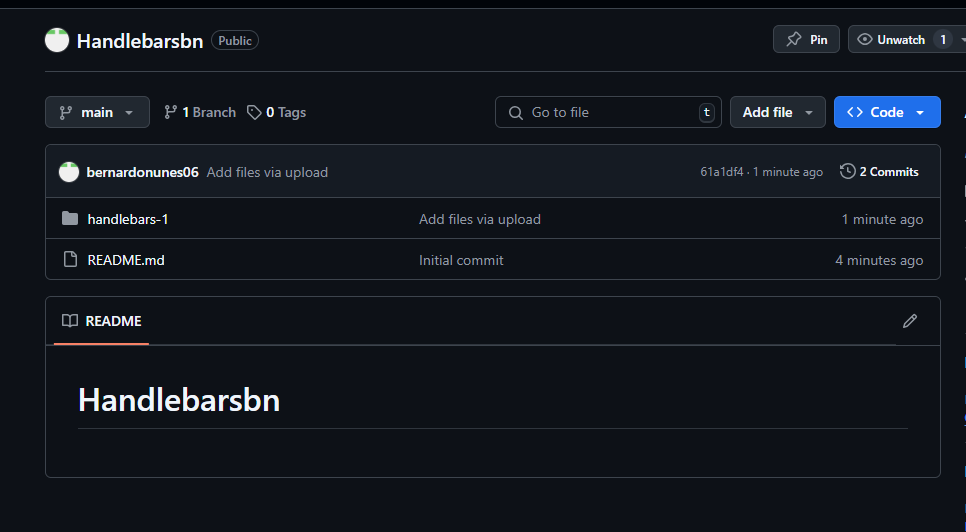 Handlebarsbn Public Pin Unwatch 1
main 1 Branch 0 Tags Go to file t Add file Code
bernardonunes06 Add files via upload 61a1df4 · 1 minute ago 2 Commits
handlebars-1 Add files via upload 1 minute ago
README.md Initial commit 4 minutes ago
README
Handlebarsbn